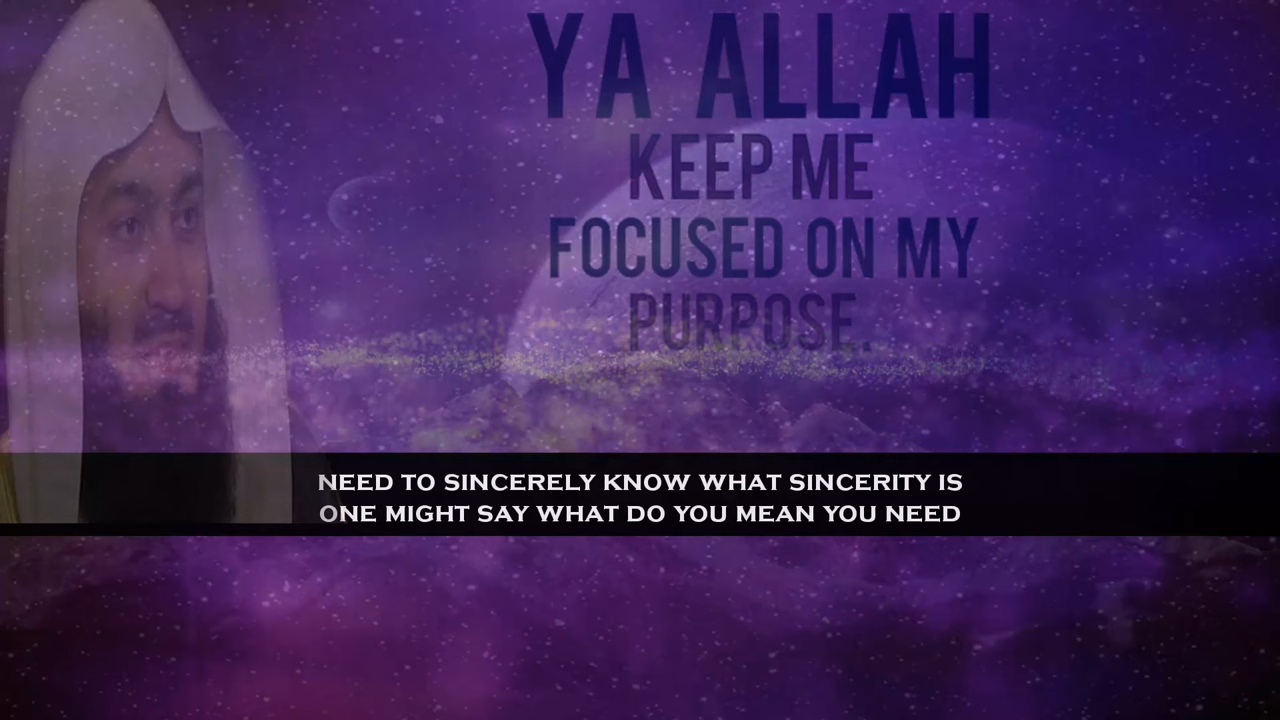 YA ALLAH
KEEP ME
FOCUSED ON MY
PURPOSE.
NEED TO SINCERELY KNOW WHAT SINCERITY IS
ONE MIGHT SAY WHAT DO YOU MEAN YOU NEED